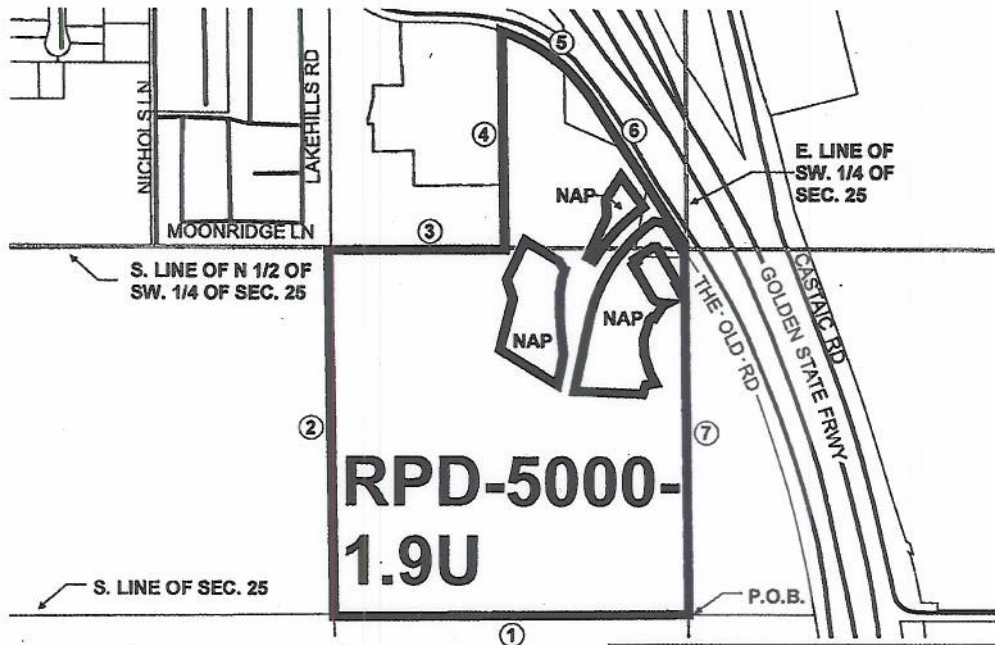 NICHOLS LN
LAKEHILLS RD
MOONRIDGE LN
5
4
6
E. LINE OF
SW. 1/4 OF
SEC. 25
NAP
3
S. LINE OF N 1/2 OF
SW. 1/4 OF SEC. 25
NAP
NAP
THE OLD RD
GOLDEN STATE FRWY
CASTAIC RD
2
7
RPD-5000-
1.9U
S. LINE OF SEC. 25
P.O.B.
1